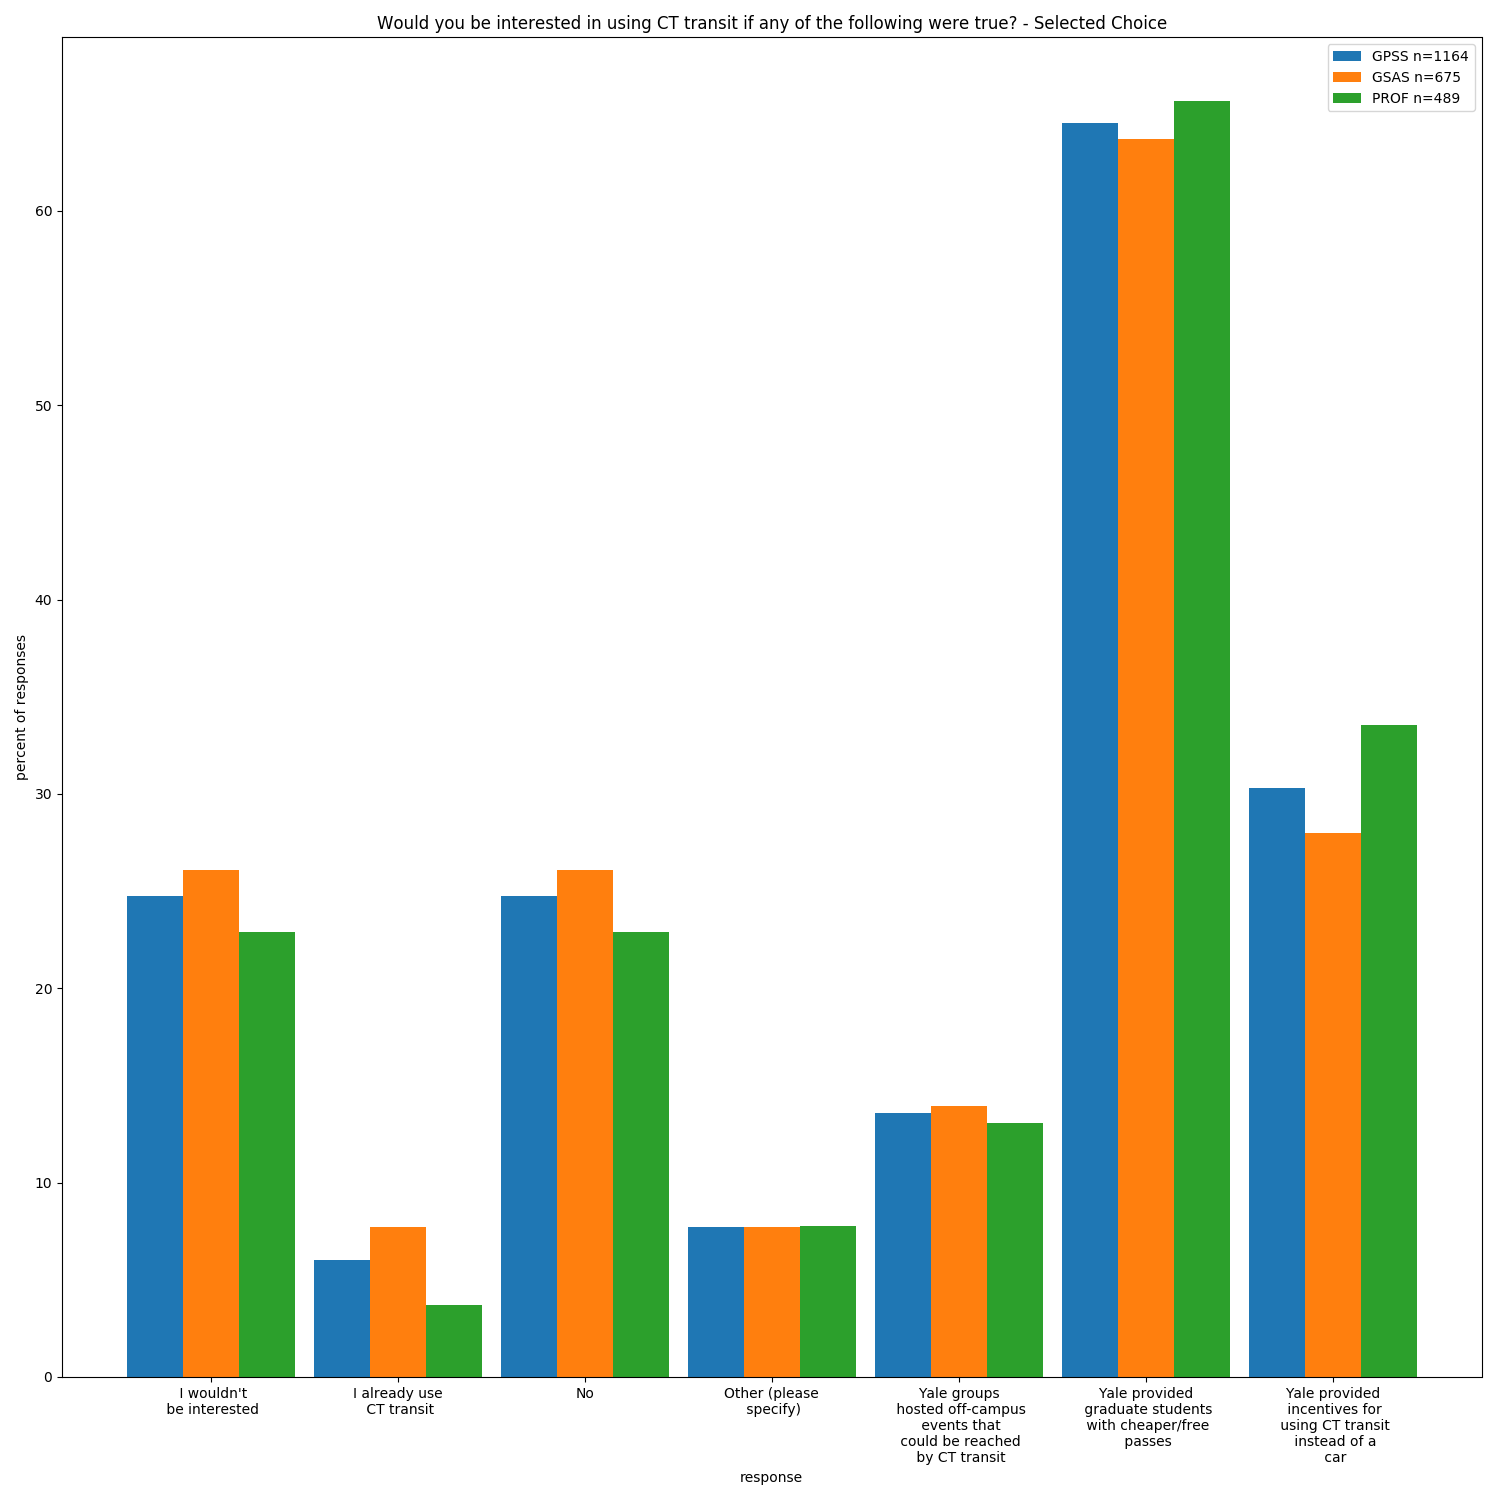 Would you be interested in using CT transit if any of the following were true? - Selected Choice
GPSS n=1164
GSAS n=675
PROF n=489
percent of responses
60
50
40
30
20
10
0
I wouldn't
be interested
I already use
CT transit
No
Other (please
specify)
Yale groups
hosted off-campus
events that
could be reached
by CT transit
Yale provided
graduate students
with cheaper/free
passes
Yale provided
incentives for
using CT transit
instead of a
car
response